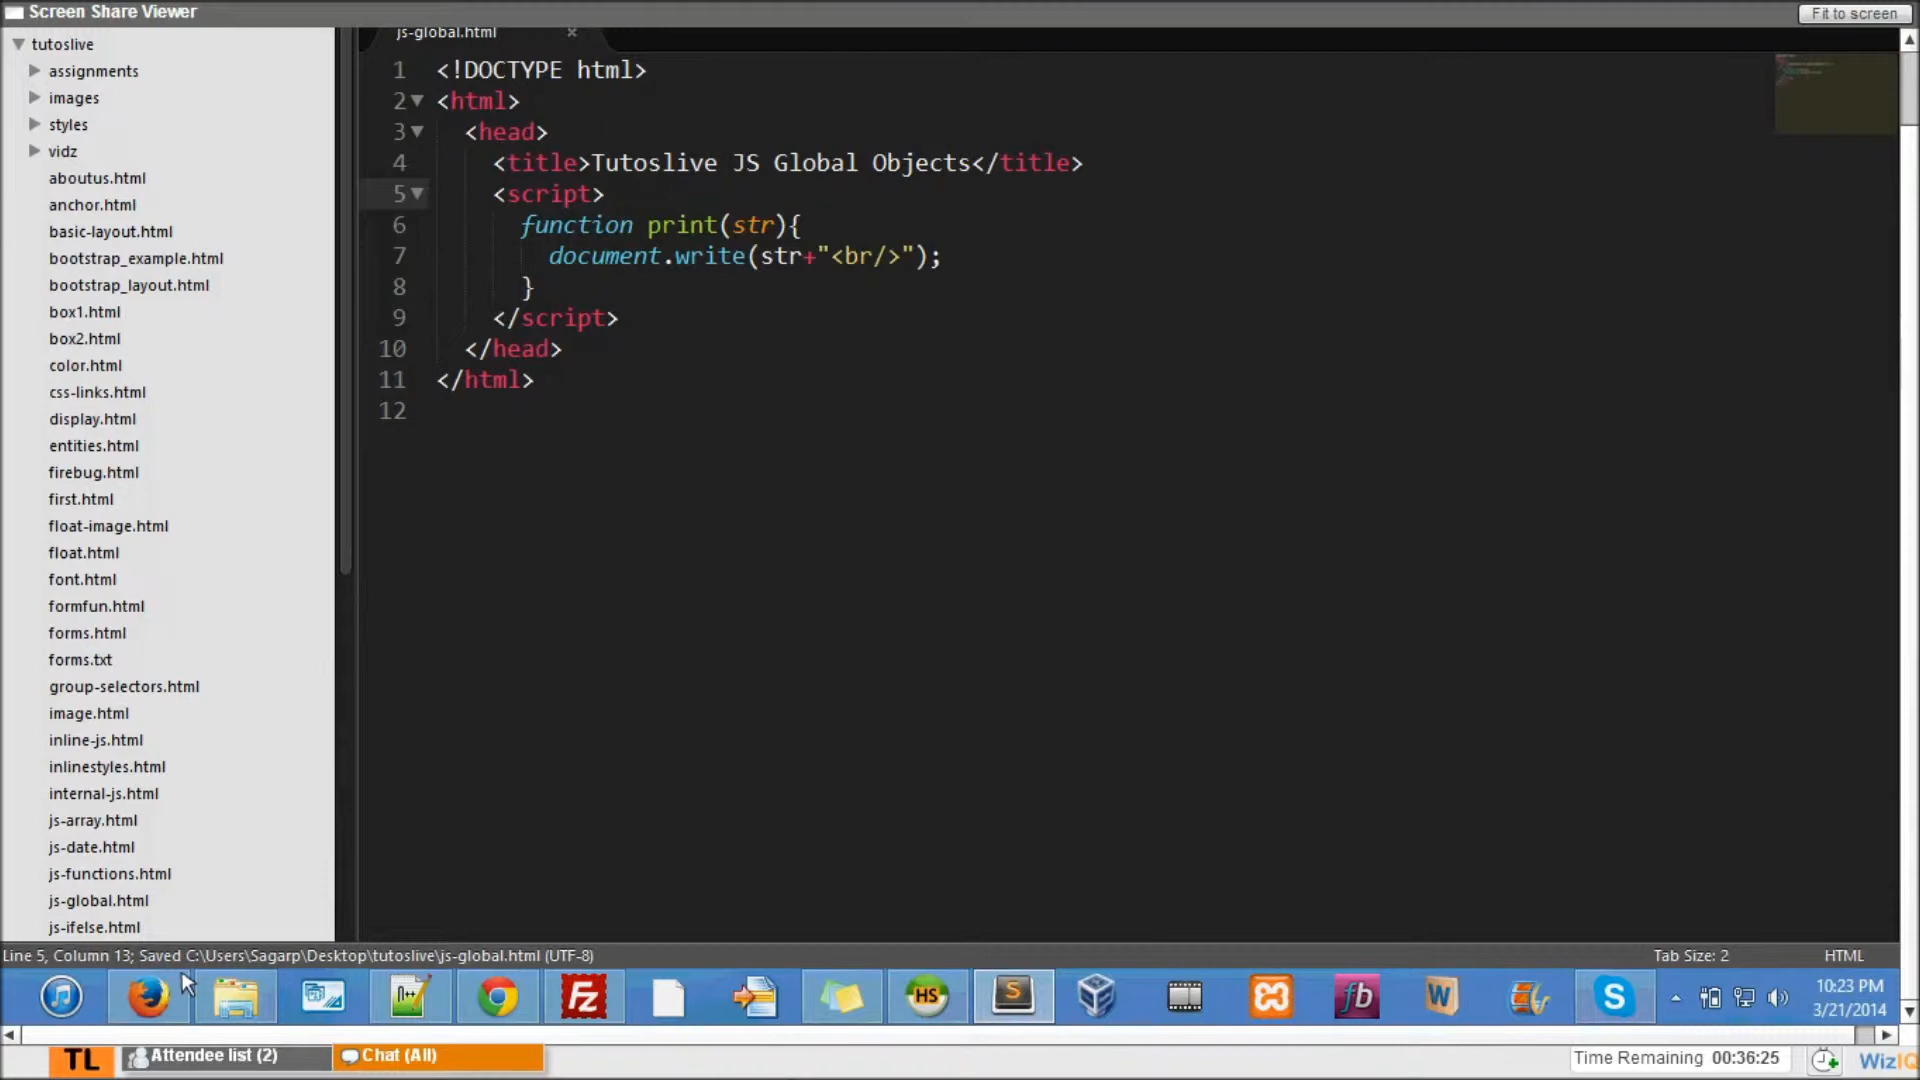 Screen Share Viewer
Fit to screen
tutoslive
assignments
images
styles
vidz
aboutus.html
anchor.html
basic-layout.html
bootstrap_example.html
bootstrap_layout.html
box1.html
box2.html
color.html
css-links.html
display.html
entities.html
firebug.html
first.html
float-image.html
float.html
font.html
formfun.html
forms.html
forms.txt
group-selectors.html
image.html
inline-js.html
inlinestyles.html
internal-js.html
js-array.html
js-date.html
js-functions.html
js-global.html
js-ifelse.html
js-global.html ×
1 <!DOCTYPE html>
2 <html>
3 <head>
4 <title>Tutoslive JS Global Objects</title>
5 <script>
6 function print(str){
7 document.write(str+"<br/>");
8 }
9 </script>
10 </head>
11 </html>
12
Line 5, Column 13; Saved C:\Users\Sagarp\Desktop\tutoslive\js-global.html (UTF-8)
Tab Size: 2
HTML
n++
Fz
HS
S
fb
W
S
10:23 PM
3/21/2014
TL
Attendee list (2)
Chat (All)
Time Remaining 00:36:25
WizIQ